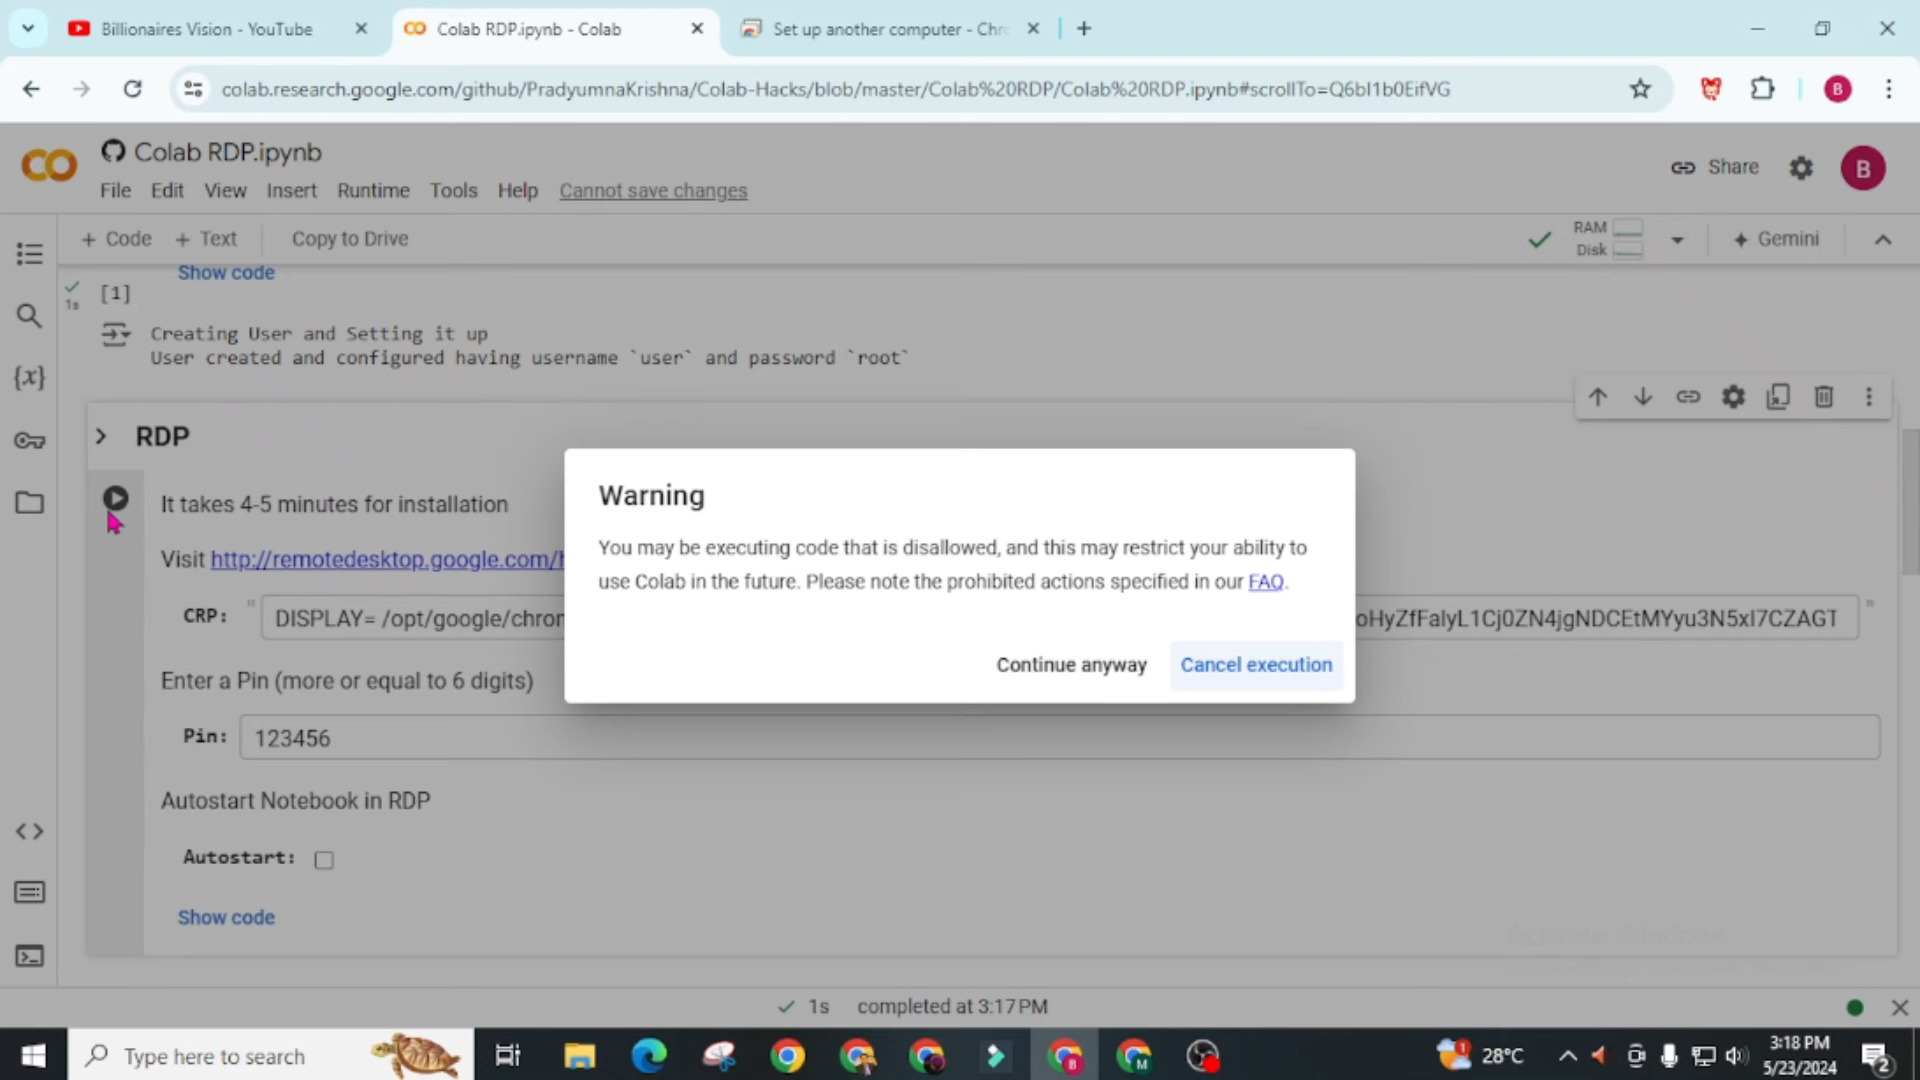 Billionaires Vision - YouTube
Colab RDP.ipynb - Colab
Set up another computer - Chro
colab.research.google.com/github/PradyumnaKrishna/Colab-Hacks/blob/master/Colab%20RDP/Colab%20RDP.ipynb#scrollTo=Q6bI1b0EifVG
B
CO
Colab RDP.ipynb
Share
B
File Edit View Insert Runtime Tools Help Cannot save changes
+ Code + Text Copy to Drive
RAM
Disk
Gemini
Show code
1s
[1]
Creating User and Setting it up
User created and configured having username `user` and password `root`
{x}
RDP
Warning
It takes 4-5 minutes for installation
You may be executing code that is disallowed, and this may restrict your ability to
use Colab in the future. Please note the prohibited actions specified in our FAQ.
Visit http://remotedesktop.google.com/h
CRP: " DISPLAY= /opt/google/chron
oHyZfFalyL1Cj0ZN4jgNDCEtMYyu3N5xI7CZAGT "
Continue anyway Cancel execution
Enter a Pin (more or equal to 6 digits)
Pin: 123456
Autostart Notebook in RDP
Autostart:
Show code
1s completed at 3:17 PM
Type here to search
B
M
1
28°C
3:18 PM
5/23/2024
2